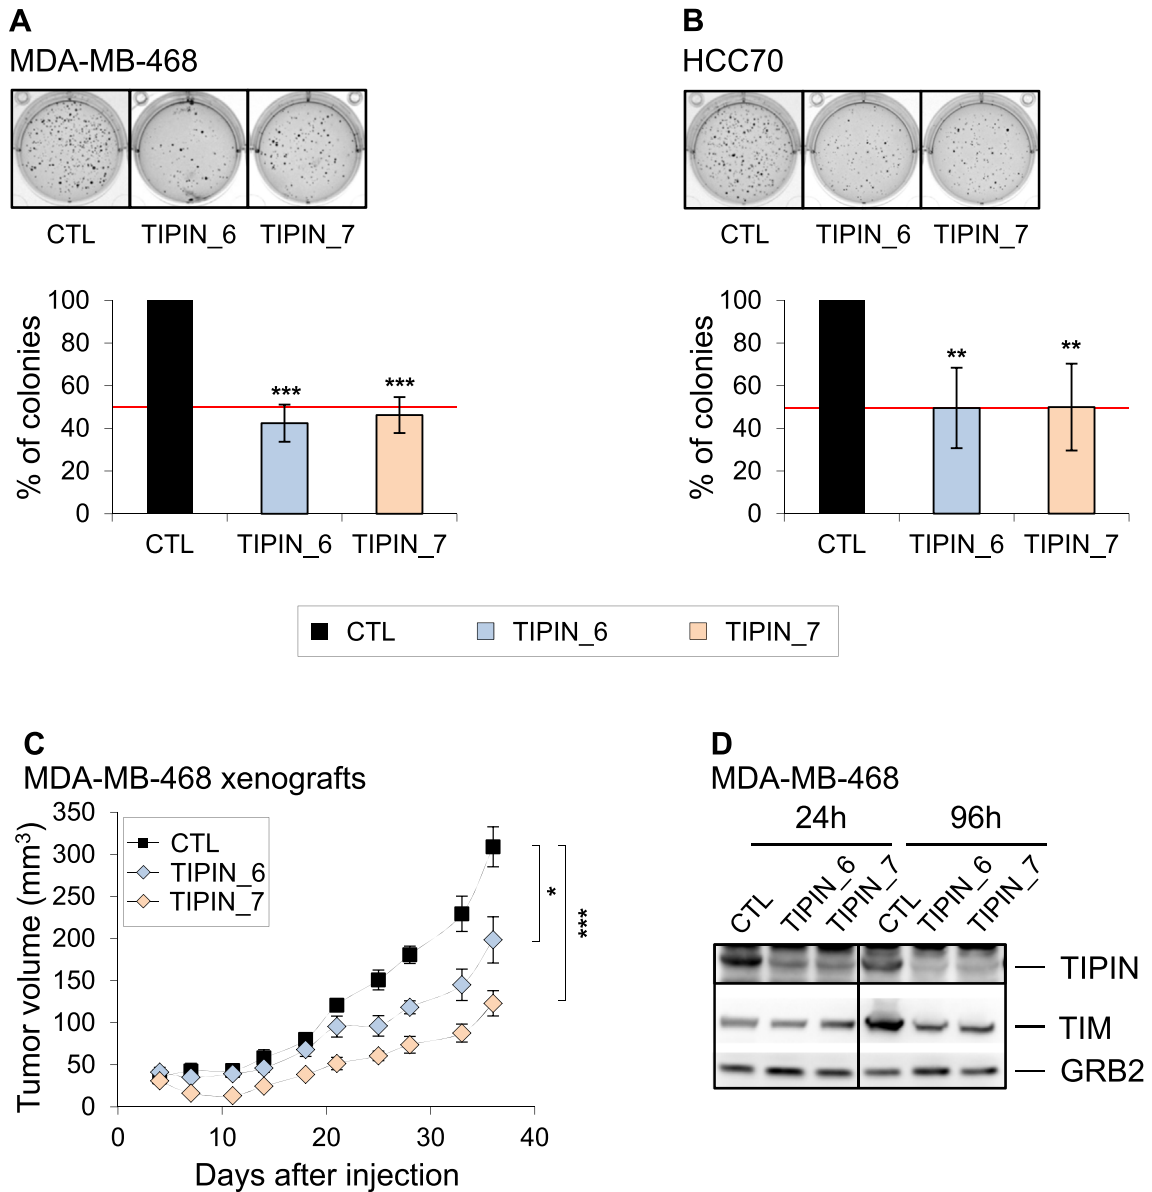 A
MDA-MB-468
CTL TIPIN_6 TIPIN_7
% of colonies
100
80
60
40
20
0
***
***
CTL TIPIN_6 TIPIN_7
B
HCC70
CTL TIPIN_6 TIPIN_7
% of colonies
100
80
60
40
20
0
**
**
CTL TIPIN_6 TIPIN_7
CTL TIPIN_6 TIPIN_7
C
MDA-MB-468 xenografts
Tumor volume (mm³)
350
300
250
200
150
100
50
0
CTL
TIPIN_6
TIPIN_7
*
***
0 10 20 30 40
Days after injection
D
MDA-MB-468
24h 96h
CTL TIPIN_6 TIPIN_7 CTL TIPIN_6 TIPIN_7
TIPIN
TIM
GRB2